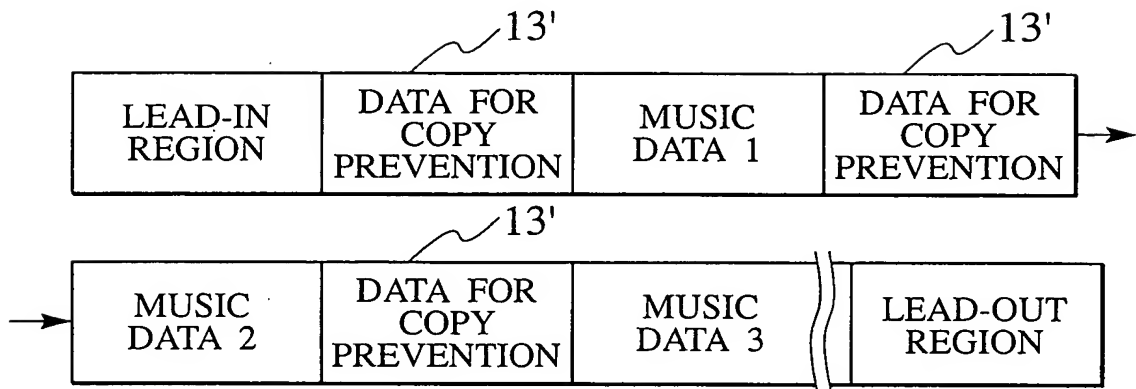 13' 13'
LEAD-IN REGION
DATA FOR COPY PREVENTION
MUSIC DATA 1
DATA FOR COPY PREVENTION
13'
MUSIC DATA 2
DATA FOR COPY PREVENTION
MUSIC DATA 3
LEAD-OUT REGION